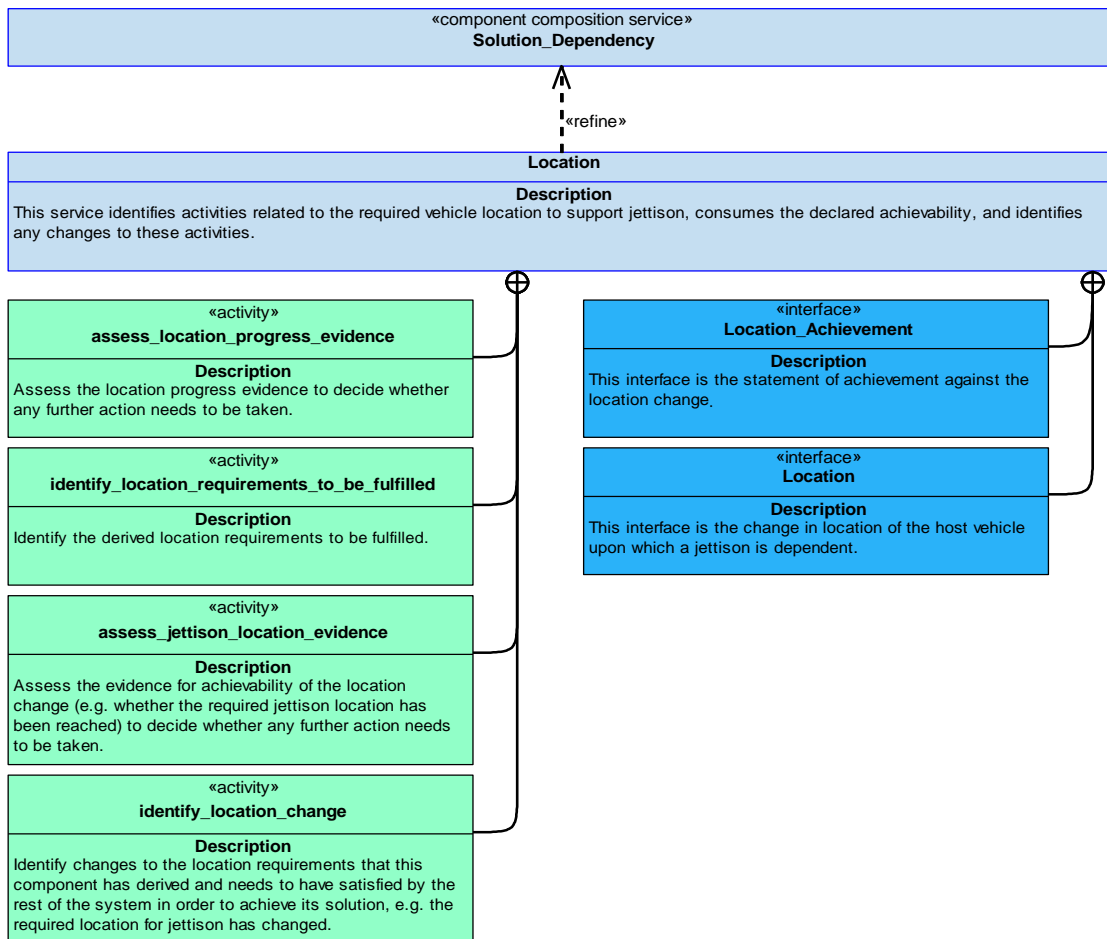 «component composition service»
Solution_Dependency
«refine»
Location
Description
This service identifies activities related to the required vehicle location to support jettison, consumes the declared achievability, and identifies
any changes to these activities.
«activity»
assess_location_progress_evidence
Description
Assess the location progress evidence to decide whether
any further action needs to be taken.
«activity»
identify_location_requirements_to_be_fulfilled
Description
Identify the derived location requirements to be fulfilled.
«activity»
assess_jettison_location_evidence
Description
Assess the evidence for achievability of the location
change (e.g. whether the required jettison location has
been reached) to decide whether any further action needs
to be taken.
«activity»
identify_location_change
Description
Identify changes to the location requirements that this
component has derived and needs to have satisfied by the
rest of the system in order to achieve its solution, e.g. the
required location for jettison has changed.
«interface»
Location_Achievement
Description
This interface is the statement of achievement against the
location change.
«interface»
Location
Description
This interface is the change in location of the host vehicle
upon which a jettison is dependent.